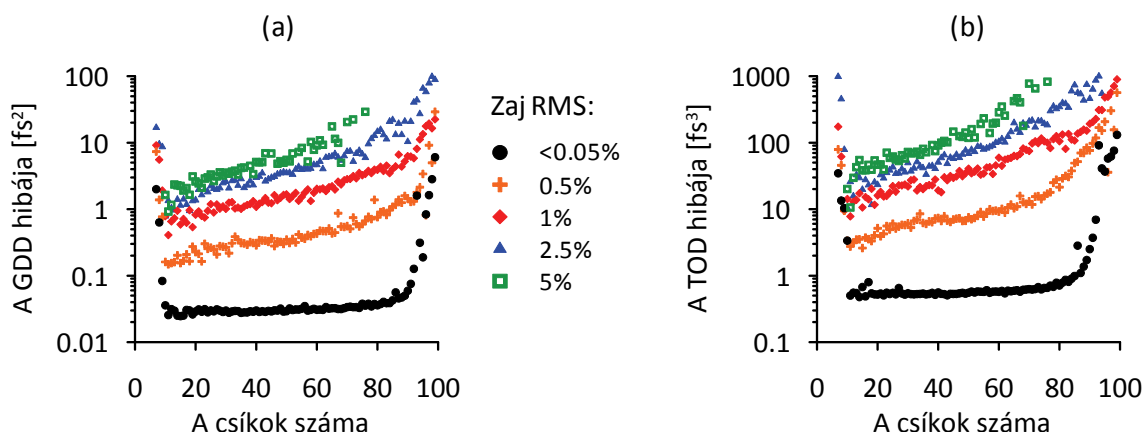 (a)
A GDD hibája [fs²]
100
10
1
0.1
0.01
0 20 40 60 80 100
A csíkok száma
Zaj RMS:
<0.05%
0.5%
1%
2.5%
5%
(b)
A TOD hibája [fs³]
1000
100
10
1
0.1
0 20 40 60 80 100
A csíkok száma